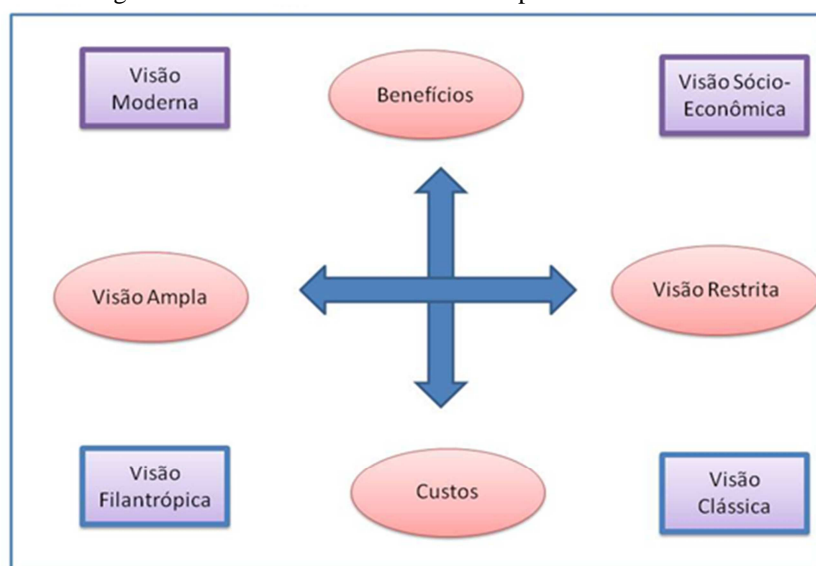 Visão
Moderna
Benefícios
Visão Sócio-
Econômica
Visão Ampla
Visão Restrita
Visão
Filantrópica
Custos
Visão
Clássica